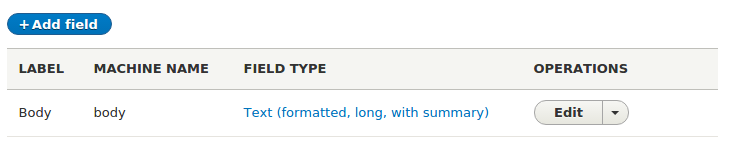 + Add field
LABEL MACHINE NAME FIELD TYPE OPERATIONS
Body body Text (formatted, long, with summary) Edit